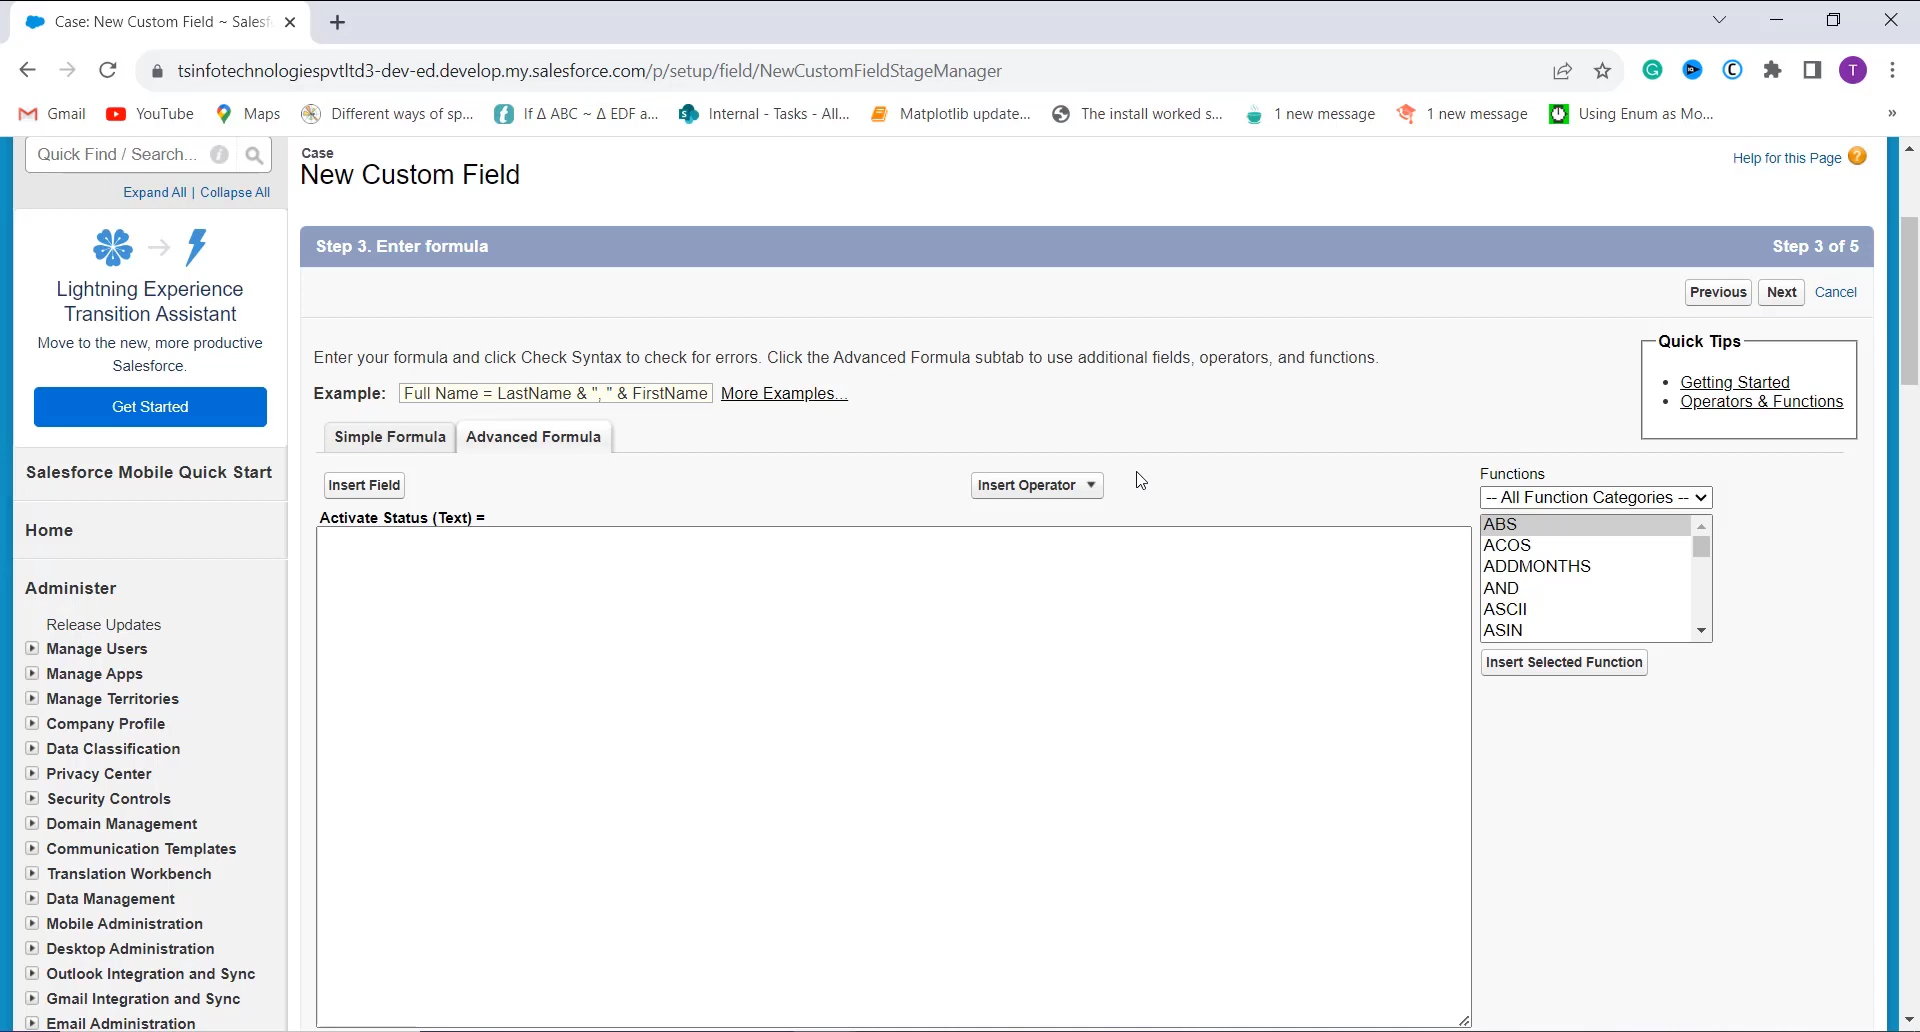 Case: New Custom Field ~ Salesf
tsinfotechnologiespvtltd3-dev-ed.develop.my.salesforce.com/p/setup/field/NewCustomFieldStageManager
T
Gmail
YouTube
Maps
Different ways of sp...
If Δ ABC ~ Δ EDF a...
Internal - Tasks - All...
Matplotlib update...
The install worked s...
1 new message
1 new message
Using Enum as Mo...
»
Quick Find / Search...
Expand All | Collapse All
Lightning Experience
Transition Assistant
Move to the new, more productive
Salesforce.
Get Started
Salesforce Mobile Quick Start
Home
Administer
Release Updates
Manage Users
Manage Apps
Manage Territories
Company Profile
Data Classification
Privacy Center
Security Controls
Domain Management
Communication Templates
Translation Workbench
Data Management
Mobile Administration
Desktop Administration
Outlook Integration and Sync
Gmail Integration and Sync
Email Administration
Case
New Custom Field
Help for this Page
Step 3. Enter formula
Step 3 of 5
Previous
Next
Cancel
Enter your formula and click Check Syntax to check for errors. Click the Advanced Formula subtab to use additional fields, operators, and functions.
Example: Full Name = LastName & ", " & FirstName More Examples...
Quick Tips
Getting Started
Operators & Functions
Simple Formula
Advanced Formula
Insert Field
Insert Operator
Activate Status (Text) =
Functions
-- All Function Categories --
ABS
ACOS
ADDMONTHS
AND
ASCII
ASIN
Insert Selected Function